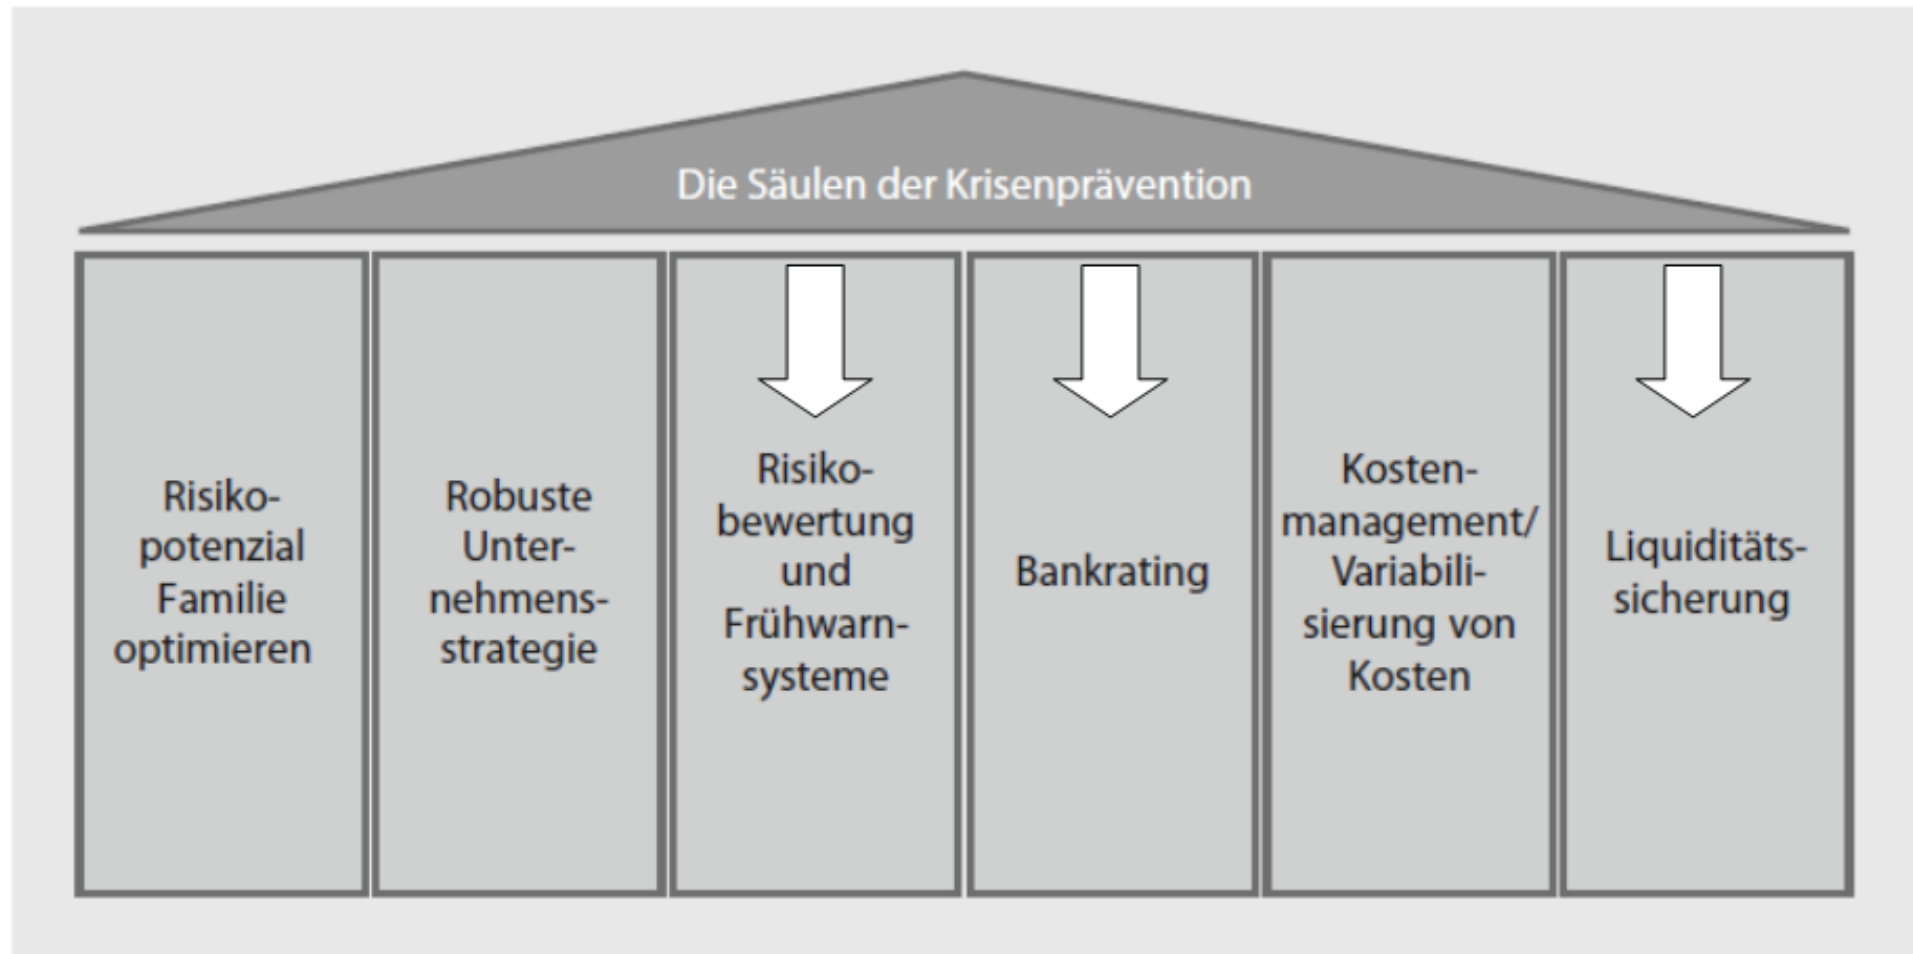 Die Säulen der Krisenprävention
Risiko-
potenzial
Familie
optimieren
Robuste
Unter-
nehmens-
strategie
Risiko-
bewertung
und
Frühwarn-
systeme
Bankrating
Kosten-
management/
Variabili-
sierung von
Kosten
Liquiditäts-
sicherung